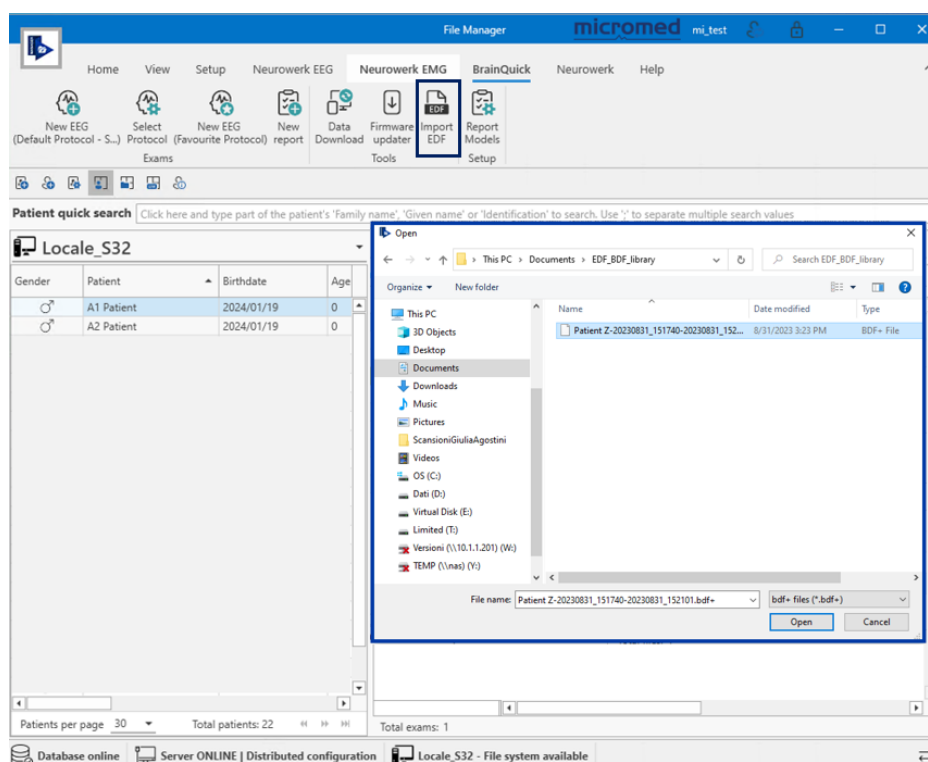 File Manager
micromed
mi_test
Home View Setup Neurowerk EEG Neurowerk EMG BrainQuick Neurowerk Help
New EEG
(Default Protocol - S...)
Select
Protocol
New EEG
(Favourite Protocol)
New
report
Data
Download
Firmware
updater
EDF
Import
EDF
Report
Models
Exams
Tools
Setup
Patient quick search
Click here and type part of the patient's 'Family name', 'Given name' or 'Identification' to search. Use ';' to separate multiple search values
Locale_S32
Gender Patient Birthdate Age
A1 Patient 2024/01/19 0
A2 Patient 2024/01/19 0
Patients per page 30
Total patients: 22
Open
This PC > Documents > EDF_BDF_library
Search EDF_BDF_library
Organize
New folder
This PC
3D Objects
Desktop
Documents
Downloads
Music
Pictures
ScansioniGiuliaAgostini
Videos
OS (C:)
Dati (D:)
Virtual Disk (E:)
Limited (T:)
Versioni (\\10.1.1.201) (W:)
TEMP (\\nas) (Y:)
Name Date modified Type
Patient Z-20230831_151740-20230831_152... 8/31/2023 3:23 PM BDF+ File
File name: Patient Z-20230831_151740-20230831_152101.bdf+
bdf+ files (*.bdf+)
Open Cancel
Total exams: 1
Database online
Server ONLINE | Distributed configuration
Locale_S32 - File system available